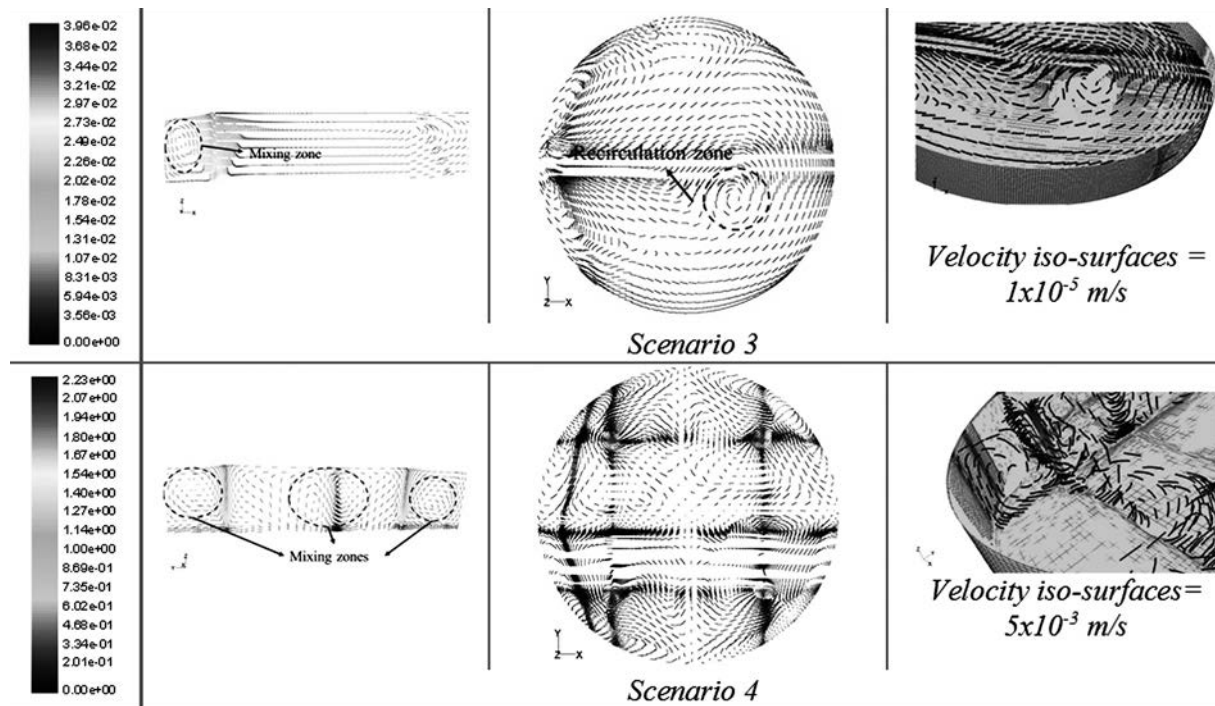 3.96e-02
3.68e-02
3.44e-02
3.21e-02
2.97e-02
2.73e-02
2.49e-02
2.26e-02
2.02e-02
1.78e-02
1.54e-02
1.31e-02
1.07e-02
8.31e-03
5.94e-03
3.56e-03
0.00e+00
Mixing zone
Z
X
Recirculation zone
Y
Z X
Velocity iso-surfaces =
1x10⁻⁵ m/s
Scenario 3
2.23e+00
2.07e+00
1.94e+00
1.80e+00
1.67e+00
1.54e+00
1.40e+00
1.27e+00
1.14e+00
1.00e+00
8.69e-01
7.35e-01
6.02e-01
4.68e-01
3.34e-01
2.01e-01
0.00e+00
Mixing zones
Y
Z X
Velocity iso-surfaces=
5x10⁻³ m/s
Scenario 4